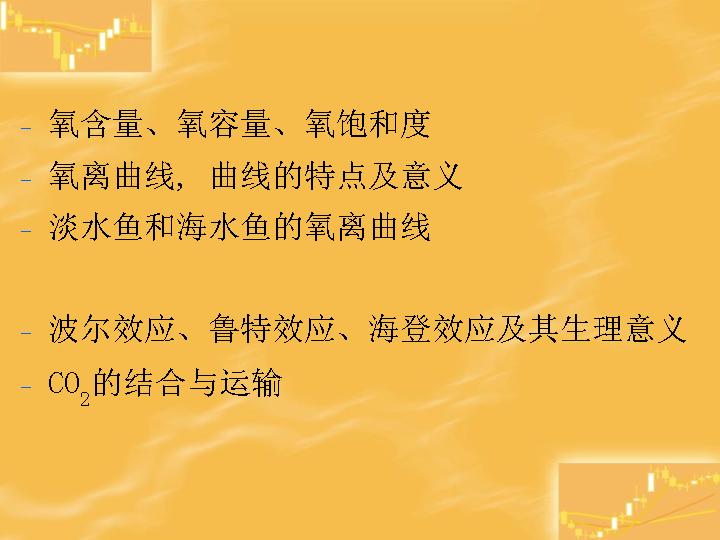 - 氧含量、氧容量、氧饱和度
- 氧离曲线, 曲线的特点及意义
- 淡水鱼和海水鱼的氧离曲线
- 波尔效应、鲁特效应、海登效应及其生理意义
- CO₂的结合与运输